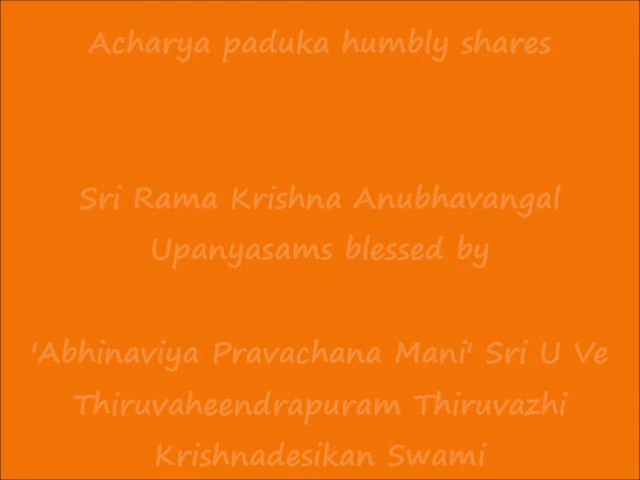 Acharya paduka humbly shares
Sri Rama Krishna Anubhavangal
Upanyasams blessed by
'Abhinaviya Pravachana Mani' Sri U Ve
Thiruvaheendrapuram Thiruvazhi
Krishnadesikan Swami